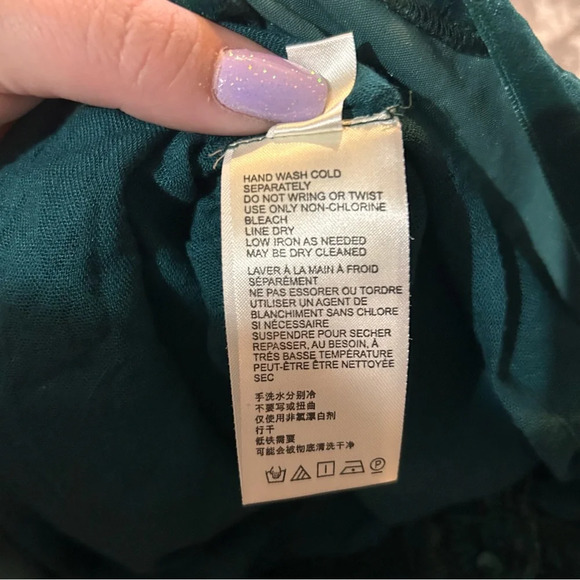 HAND WASH COLD
SEPARATELY
DO NOT WRING OR TWIST
USE ONLY NON-CHLORINE
BLEACH
LINE DRY
LOW IRON AS NEEDED
MAY BE DRY CLEANED
LAVER À LA MAIN À FROID
SÉPARÉMENT
NE PAS ESSORER OU TORDRE
UTILISER UN AGENT DE
BLANCHIMENT SANS CHLORE
SI NÉCESSAIRE
SUSPENDRE POUR SECHER
REPASSER, AU BESOIN, À
TRÈS BASSE TEMPÉRATURE
PEUT-ÊTRE ÊTRE NETTOYÉE
SEC
手洗水分别冷
不要写或扭曲
仅使用非氯漂白剂
行干
低铁需要
可能会被彻底清洗干净
P